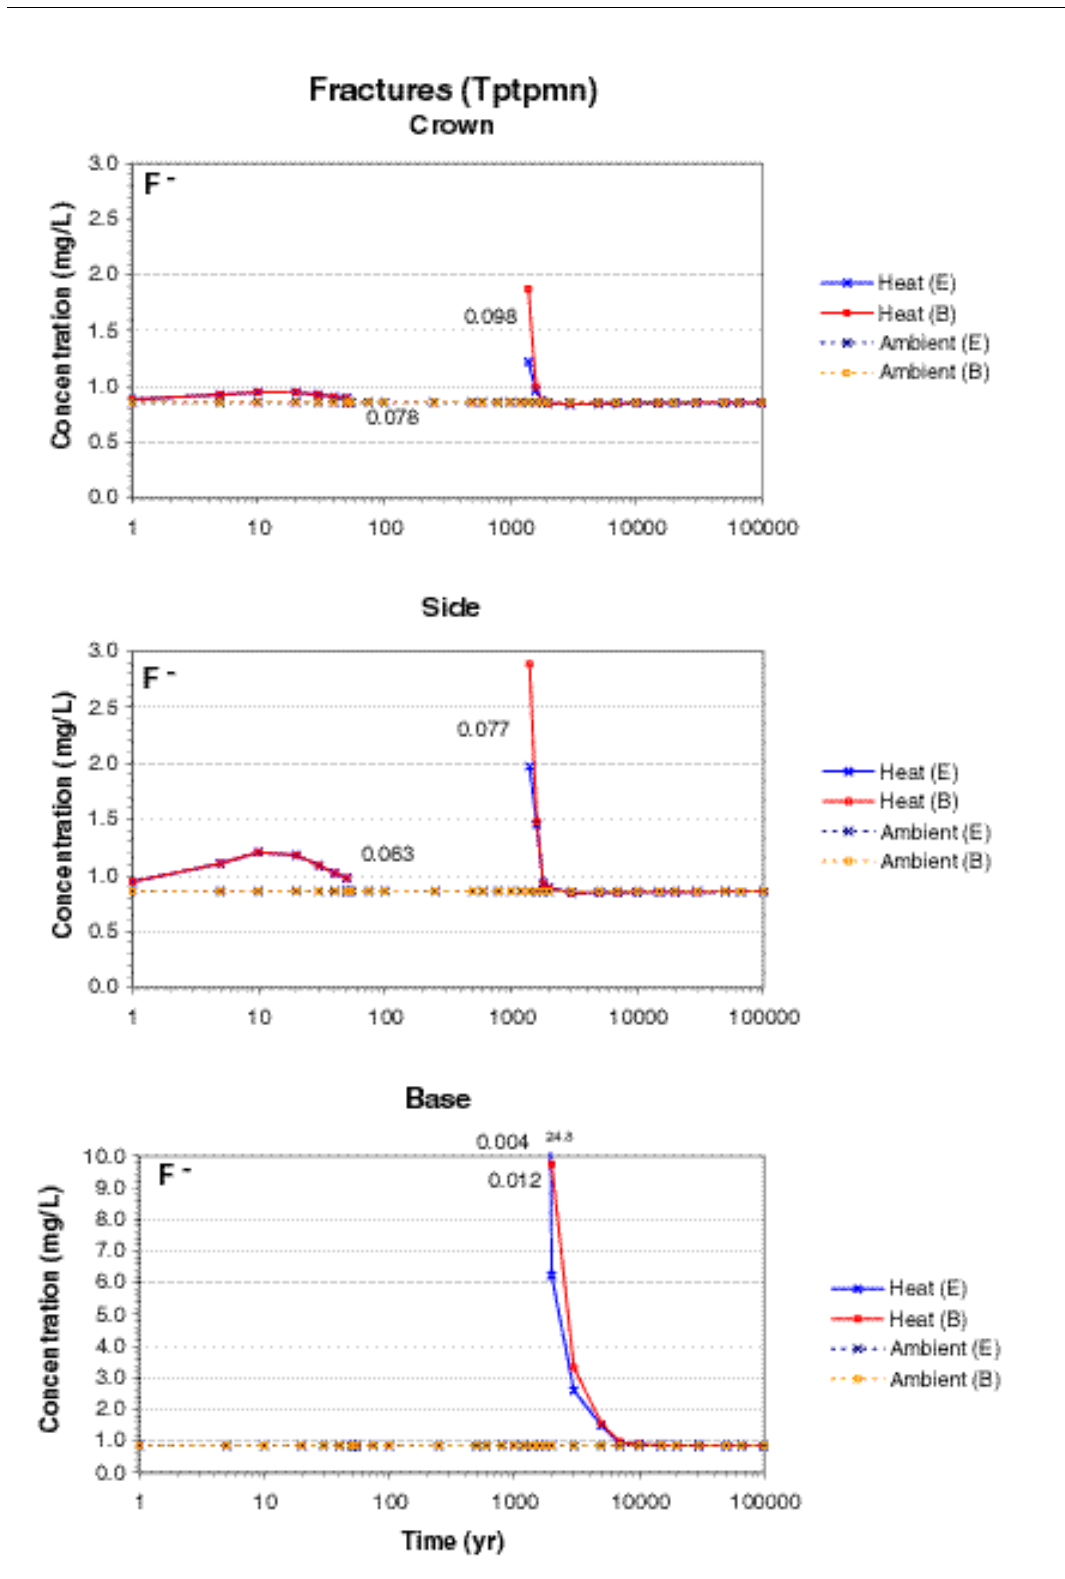 Fractures (Tptpmn)
Crown
F -
Concentration (mg/L)
3.0
2.5
2.0
1.5
1.0
0.5
0.0
0.098
0.078
1 10 100 1000 10000 100000
Heat (E)
Heat (B)
Ambient (E)
Ambient (B)
Side
F -
Concentration (mg/L)
3.0
2.5
2.0
1.5
1.0
0.5
0.0
0.077
0.063
1 10 100 1000 10000 100000
Heat (E)
Heat (B)
Ambient (E)
Ambient (B)
Base
0.004 24.8
F -
0.012
Concentration (mg/L)
10.0
9.0
8.0
7.0
6.0
5.0
4.0
3.0
2.0
1.0
0.0
1 10 100 1000 10000 100000
Time (yr)
Heat (E)
Heat (B)
Ambient (E)
Ambient (B)